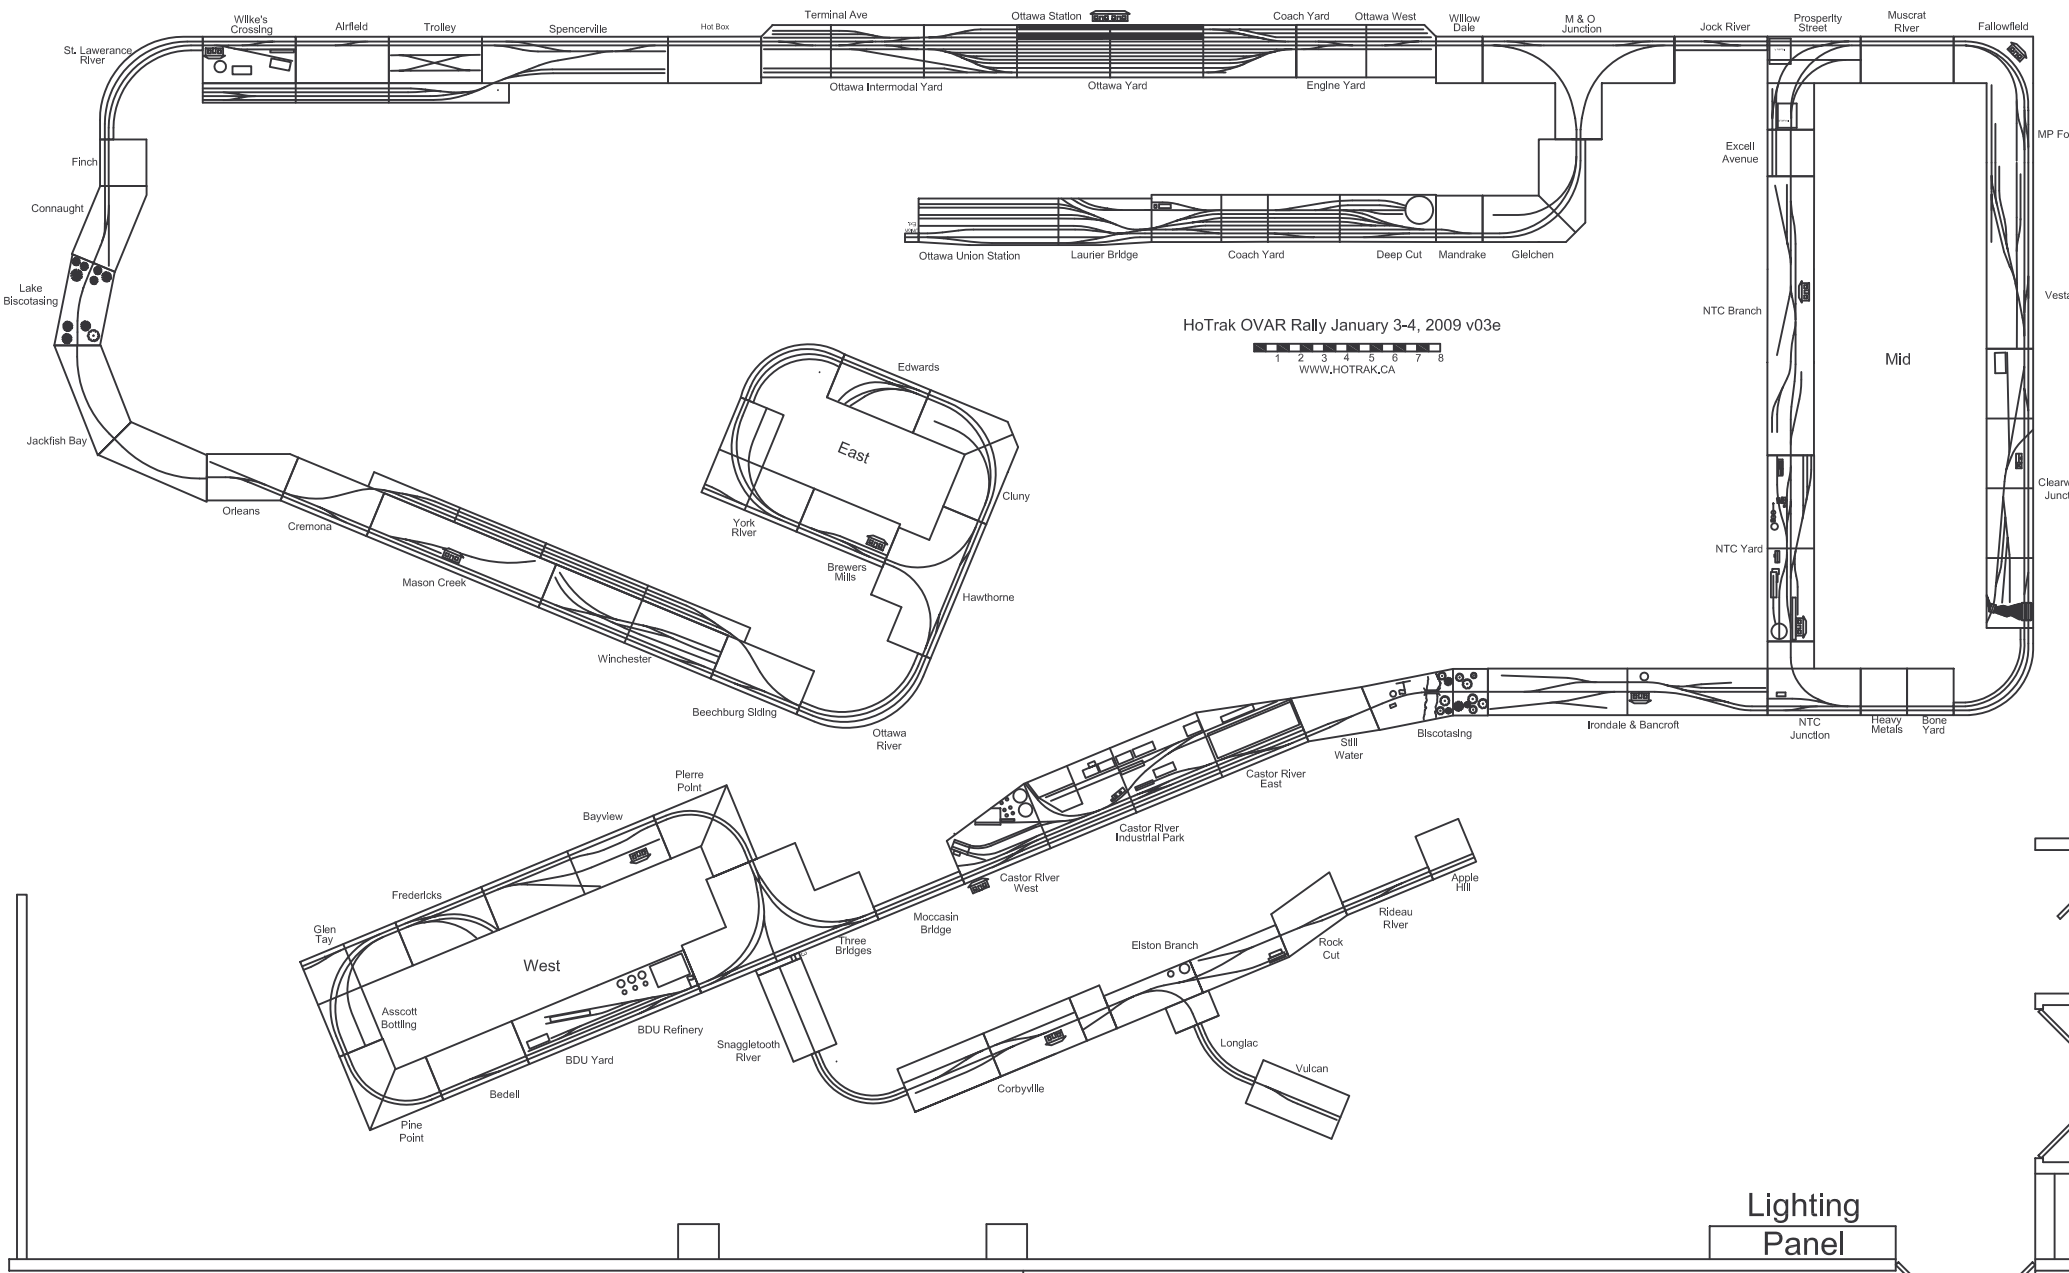 Wilke's
Crossing
Airfield
Trolley
Spencerville
Hot Box
Terminal Ave
Ottawa Station
Coach Yard
Ottawa West
Willow
Dale
M & O
Junction
Jock River
Prosperity
Street
Muscrat
River
Fallowfield
St. Lawerance
River
Ottawa Intermodal Yard
Ottawa Yard
Engine Yard
MP Fo
Finch
Excell
Avenue
Connaught
Ottawa Union Station
Laurier Bridge
Coach Yard
Deep Cut
Mandrake
Gleichen
Lake
Biscotasing
Vesta
NTC Branch
HoTrak OVAR Rally January 3-4, 2009 v03e
1 2 3 4 5 6 7 8
WWW.HOTRAK.CA
Mid
Edwards
Jackfish Bay
East
Orleans
Cremona
Cluny
Clearw
Junct
York
River
Mason Creek
Brewers
Mills
NTC Yard
Hawthorne
Winchester
Beechburg Siding
Ottawa
River
Irondale & Bancroft
NTC
Junction
Heavy
Metals
Bone
Yard
Biscotasing
Still
Water
Castor River
East
Pierre
Point
Bayview
Castor River
Industrial Park
Castor River
West
Apple
Hill
Fredericks
Moccasin
Bridge
Rideau
River
Glen
Tay
Three
Bridges
Elston Branch
Rock
Cut
West
Asscott
Bottling
BDU Refinery
Snaggletooth
River
Longlac
BDU Yard
Vulcan
Bedell
Corbyville
Pine
Point
Lighting
Panel